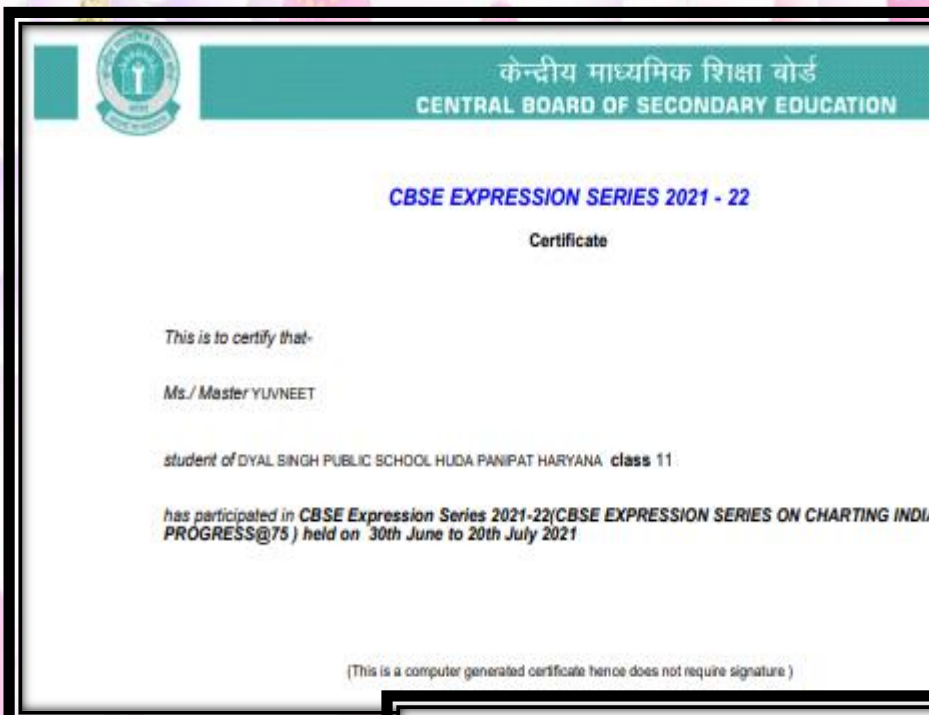 केन्द्रीय माध्यमिक शिक्षा बोर्ड
CENTRAL BOARD OF SECONDARY EDUCATION
CBSE EXPRESSION SERIES 2021 - 22
Certificate
This is to certify that-
Ms./ Master YUVNEET
student of DYAL SINGH PUBLIC SCHOOL HUDA PANIPAT HARYANA class 11
has participated in CBSE Expression Series 2021-22(CBSE EXPRESSION SERIES ON CHARTING
PROGRESS@75 ) held on 30th June to 20th July 2021
(This is a computer generated certificate hence does not require signature )